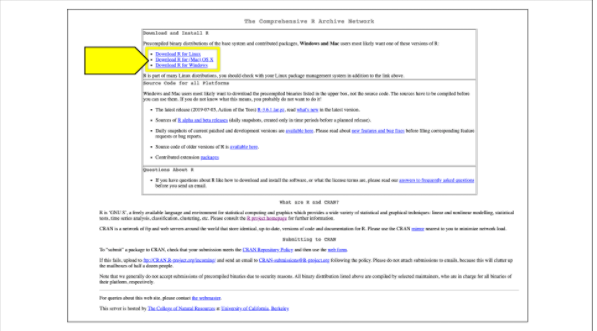 The Comprehensive R Archive Network
Download and Install R
Precompiled binary distributions of the base system and contributed packages, Windows and Mac users most likely want one of these versions of R:
Download R for Linux
Download R for (Mac) OS X
Download R for Windows
R is part of many Linux distributions, you should check with your Linux package management system in addition to the link above.
Source Code for all Platforms
Windows and Mac users most likely want to download the precompiled binaries listed in the upper box, not the source code. The sources have to be compiled before
you can use them. If you do not know what this means, you probably do not want to do it!
The latest release (2019-07-05, Action of the Toes) R-3.6.1.tar.gz, read what's new in the latest version.
Sources of R alpha and beta releases (daily snapshots, created only in time periods before a planned release).
Daily snapshots of current patched and development versions are available here. Please read about new features and bug fixes before filing corresponding feature
requests or bug reports.
Source code of older versions of R is available here.
Contributed extension packages
Questions About R
If you have questions about R like how to download and install the software, or what the license terms are, please read our answers to frequently asked questions
before you send an email.
What are R and CRAN?
R is 'GNU S', a freely available language and environment for statistical computing and graphics which provides a wide variety of statistical and graphical techniques: linear and nonlinear modelling, statistical
tests, time series analysis, classification, clustering, etc. Please consult the R project homepage for further information.
CRAN is a network of ftp and web servers around the world that store identical, up-to-date, versions of code and documentation for R. Please use the CRAN mirror nearest to you to minimize network load.
Submitting to CRAN
To "submit" a package to CRAN, check that your submission meets the CRAN Repository Policy and then use the web form.
If this fails, upload to ftp://CRAN.R-project.org/incoming/ and send an email to CRAN-submissions@R-project.org following the policy. Please do not attach submissions to emails, because this will clutter up
the mailboxes of half a dozen people.
Note that we generally do not accept submissions of precompiled binaries due to security reasons. All binary distribution listed above are compiled by selected maintainers, who are in charge for all binaries of
their platform, respectively.
For queries about this web site, please contact the webmaster.
This server is hosted by The College of Natural Resources at University of California, Berkeley